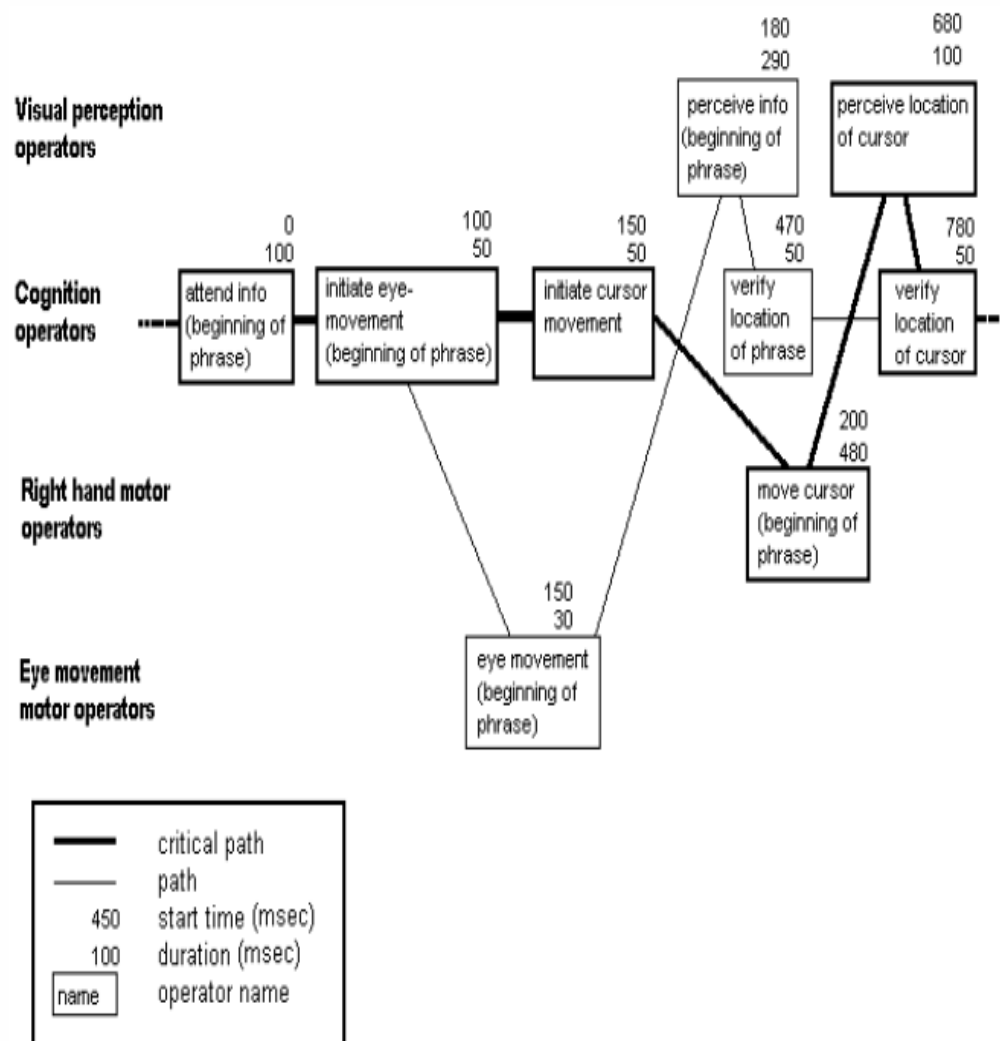 180
290
680
100
Visual perception
operators
perceive info
(beginning of
phrase)
perceive location
of cursor
Cognition
operators
0
100
attend info
(beginning of
phrase)
100
50
initiate eye-
movement
(beginning of phrase)
150
50
initiate cursor
movement
470
50
verify
location
of phrase
780
50
verify
location
of cursor
Right hand motor
operators
200
480
move cursor
(beginning of
phrase)
Eye movement
motor operators
150
30
eye movement
(beginning of
phrase)
critical path
path
450 start time (msec)
100 duration (msec)
name operator name